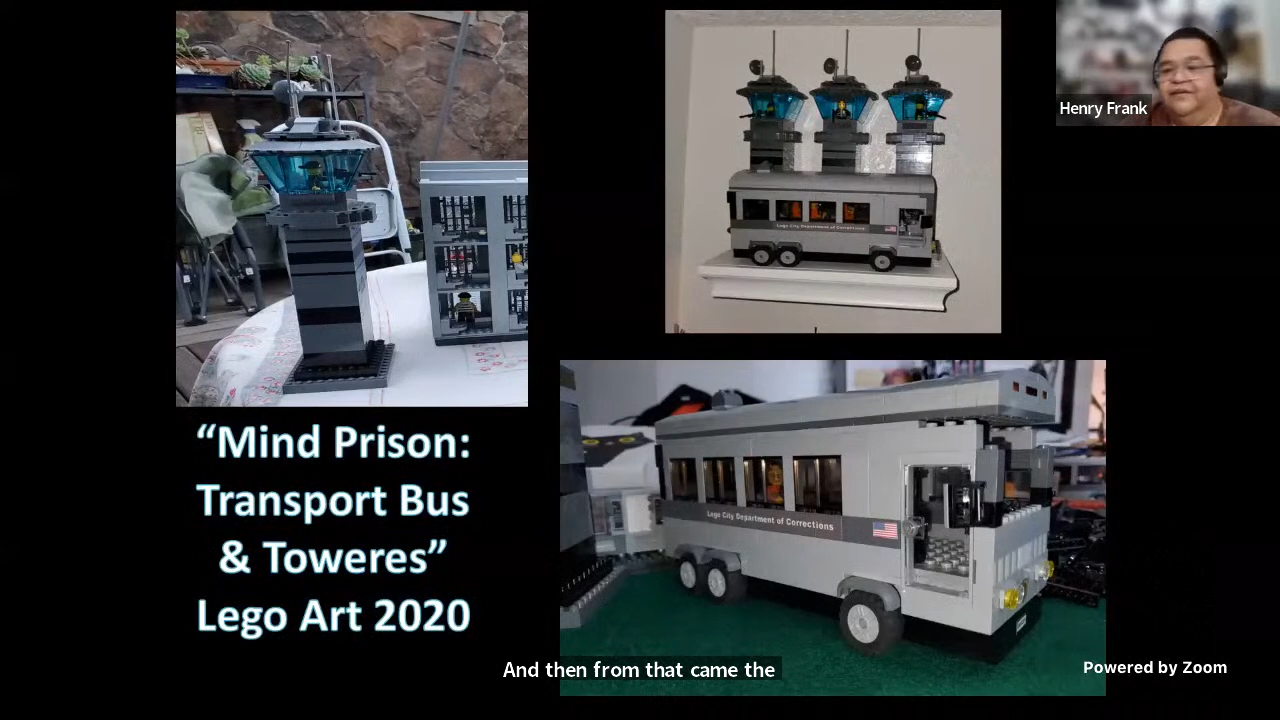 Henry Frank
Lego City Department of Corrections
“Mind Prison:
Transport Bus
& Toweres”
Lego Art 2020
Lego City Department of Corrections
And then from that came the
Powered by Zoom